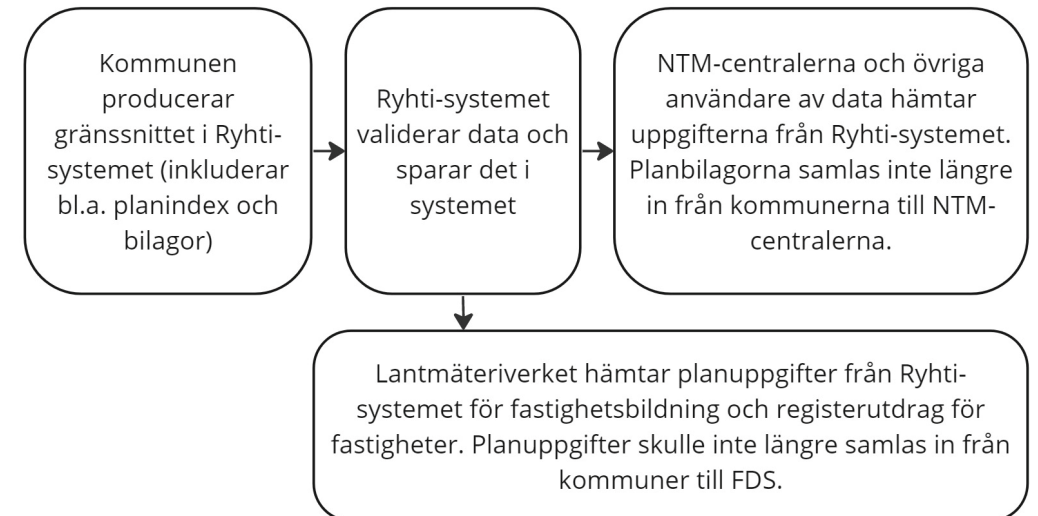 Kommunen
producerar
gränssnittet i Ryhti-
systemet (inkluderar
bl.a. planindex och
bilagor)
Ryhti-systemet
validerar data och
sparar det i
systemet
NTM-centralerna och övriga
användare av data hämtar
uppgifterna från Ryhti-systemet.
Planbilagorna samlas inte längre
in från kommunerna till NTM-
centralerna.
Lantmäteriverket hämtar planuppgifter från Ryhti-
systemet för fastighetsbildning och registerutdrag för
fastigheter. Planuppgifter skulle inte längre samlas in från
kommuner till FDS.